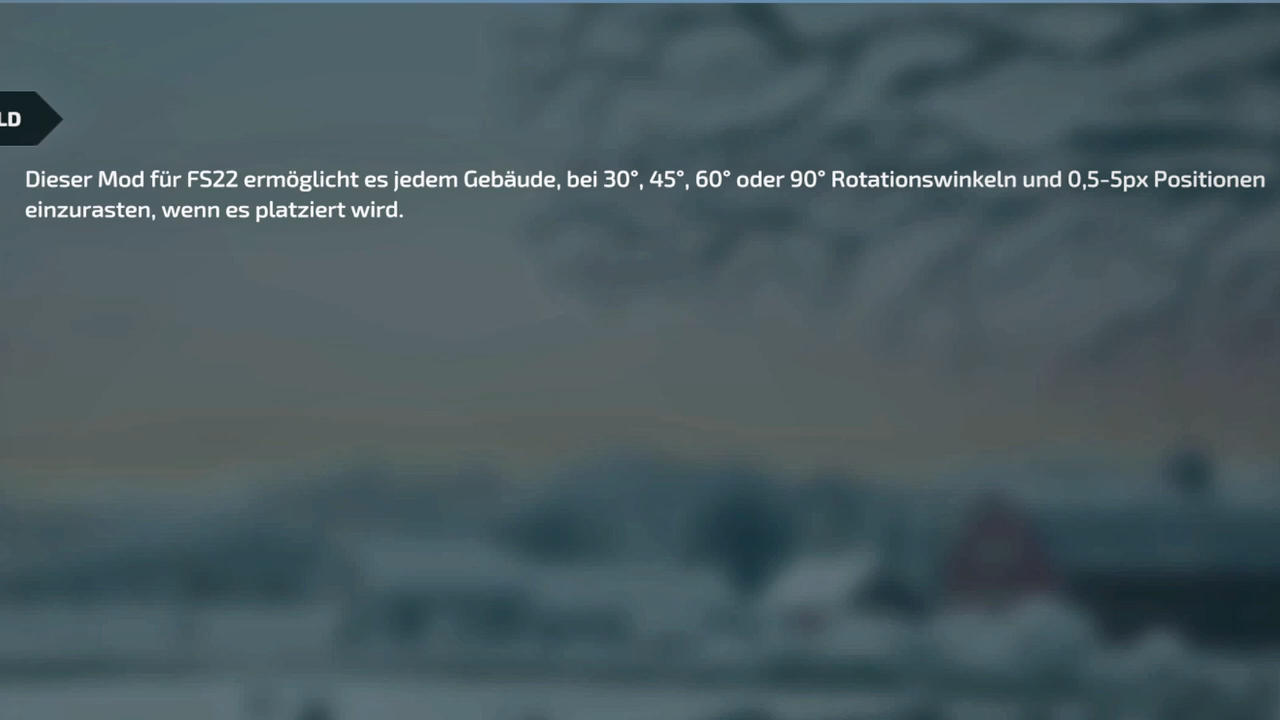 LD
Dieser Mod für FS22 ermöglicht es jedem Gebäude, bei 30°, 45°, 60° oder 90° Rotationswinkeln und 0,5-5px Positionen
einzurasten, wenn es platziert wird.